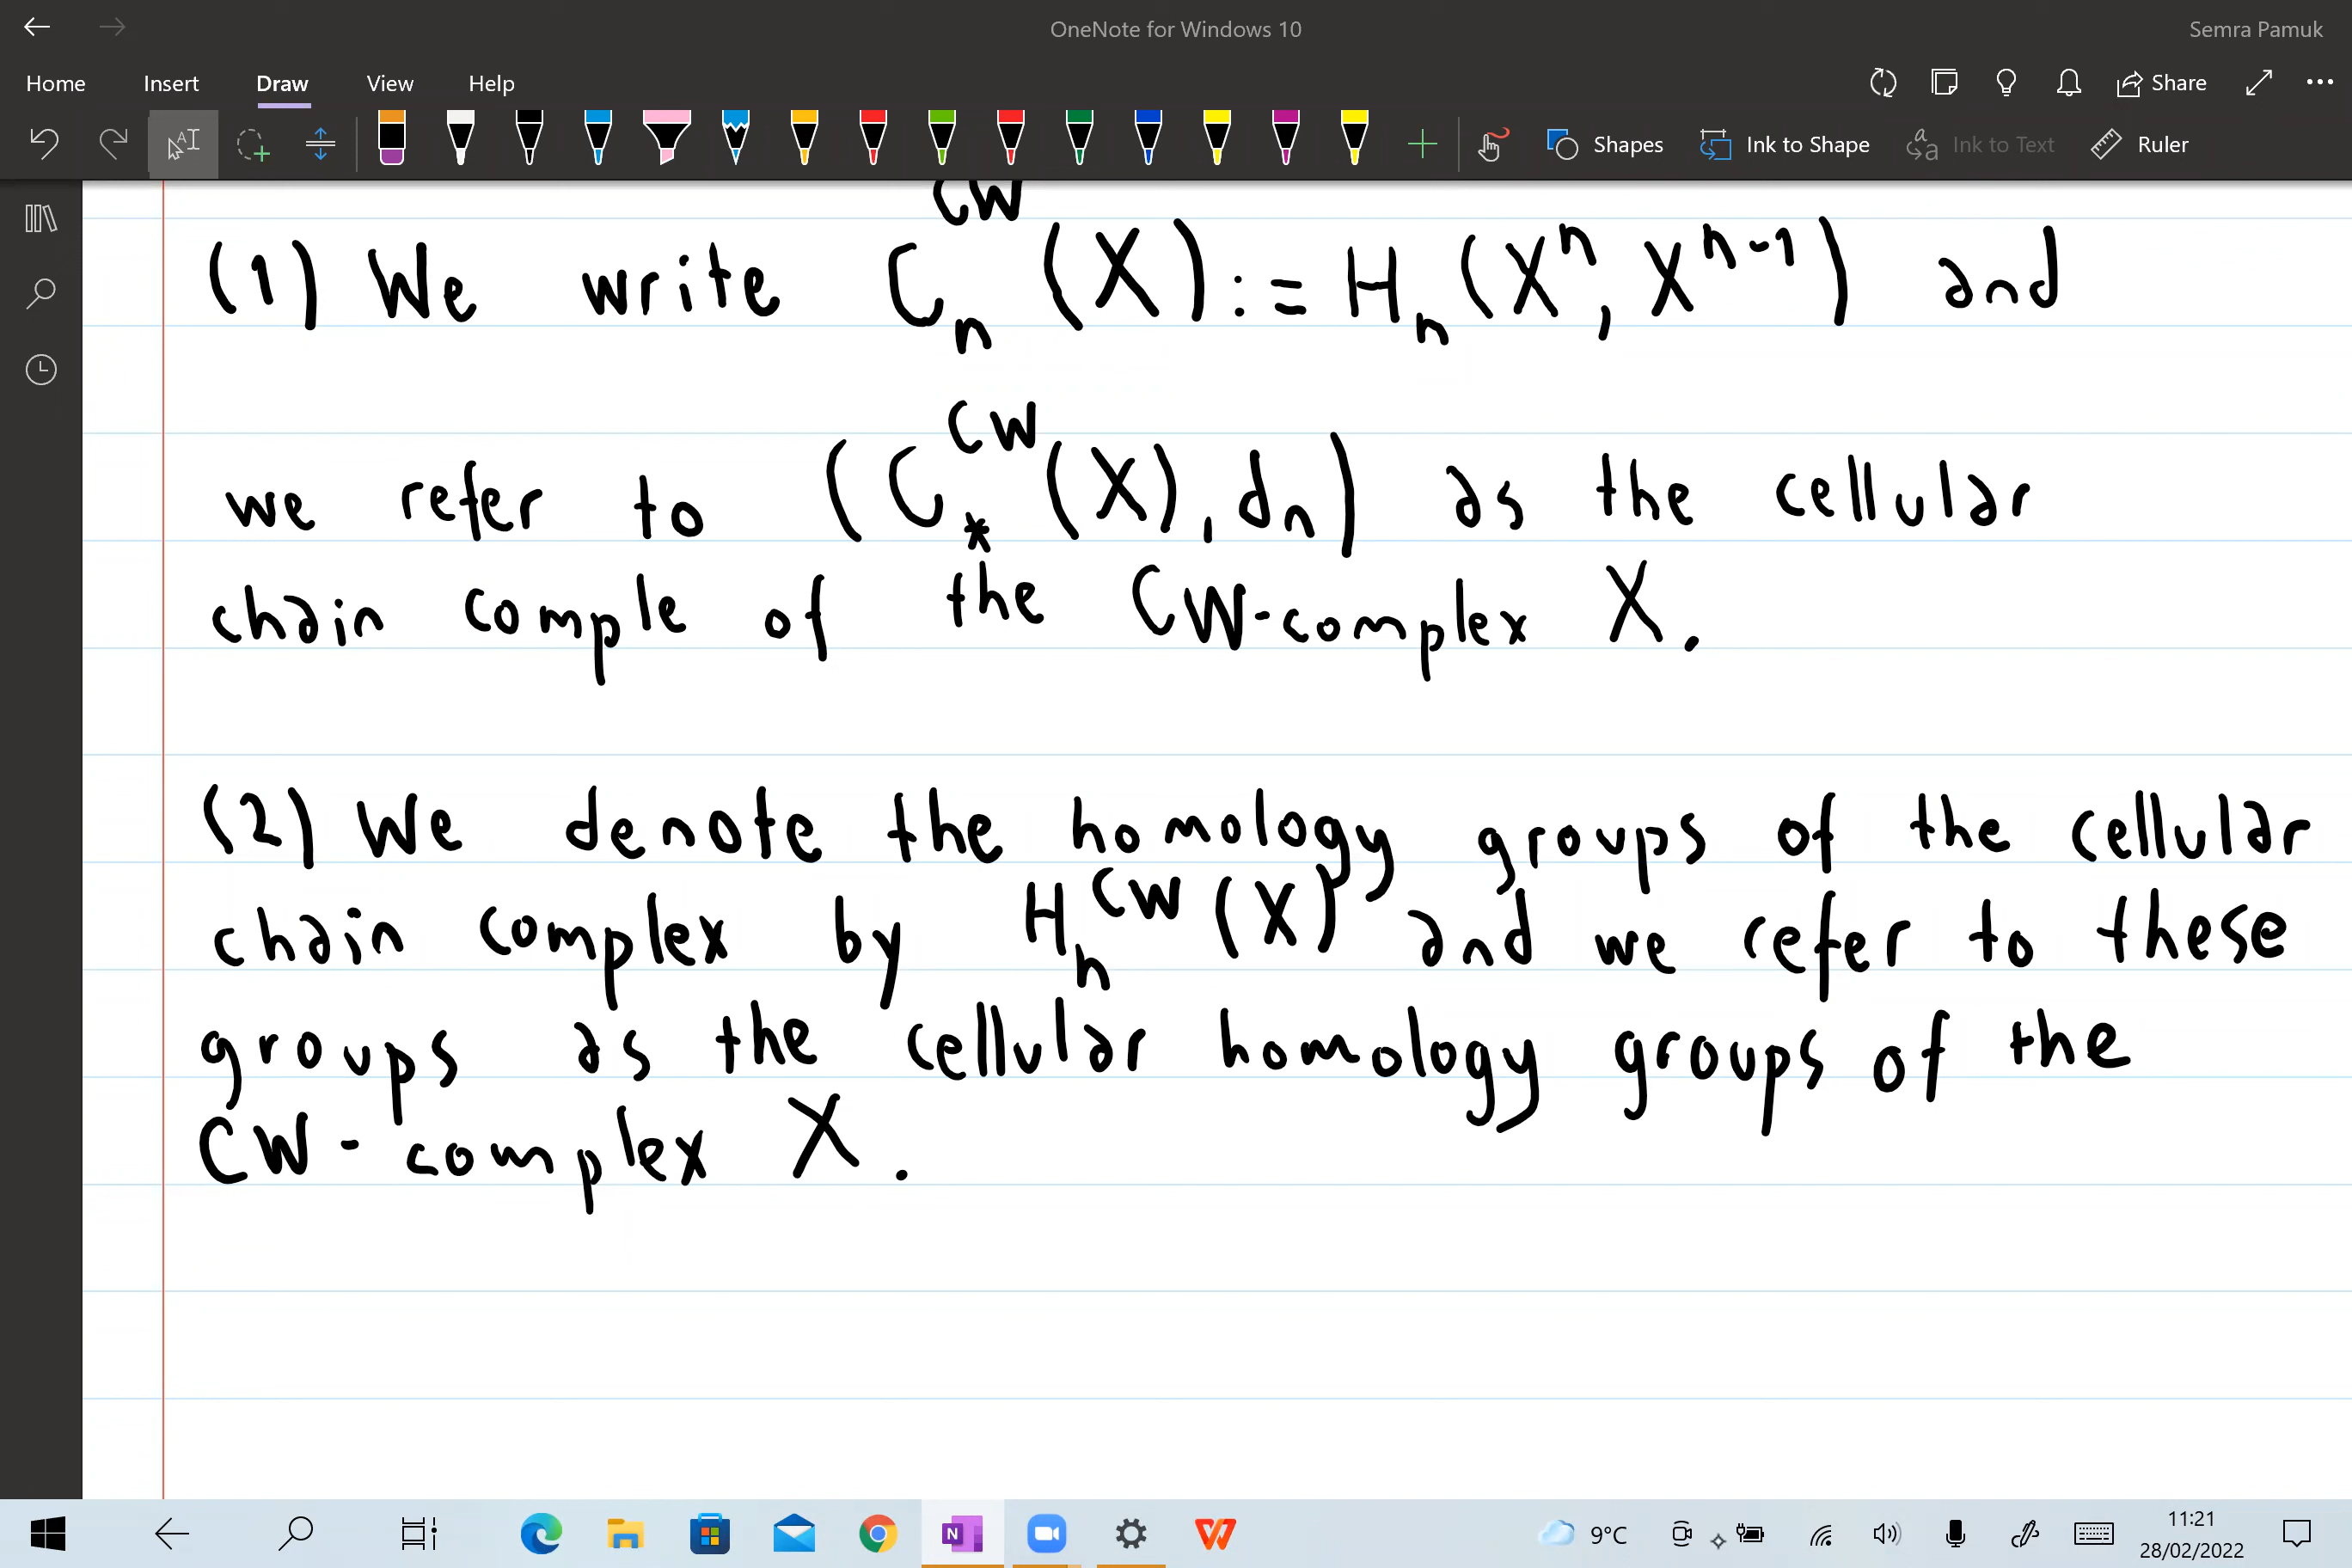 OneNote for Windows 10
Semra Pamuk
Home Insert Draw View Help
Share
Shapes Ink to Shape Ink to Text Ruler
(1) We write C_n^{CW}(X) := H_n(X^n, X^{n-1}) and
we refer to (C_*^{CW}(X), d_n) as the cellular
chain comple of the CW-complex X.
(2) We denote the homology groups of the cellular
chain complex by H_n^{CW}(X) and we refer to these
groups as the cellular homology groups of the
CW-complex X.
9°C
11:21
28/02/2022